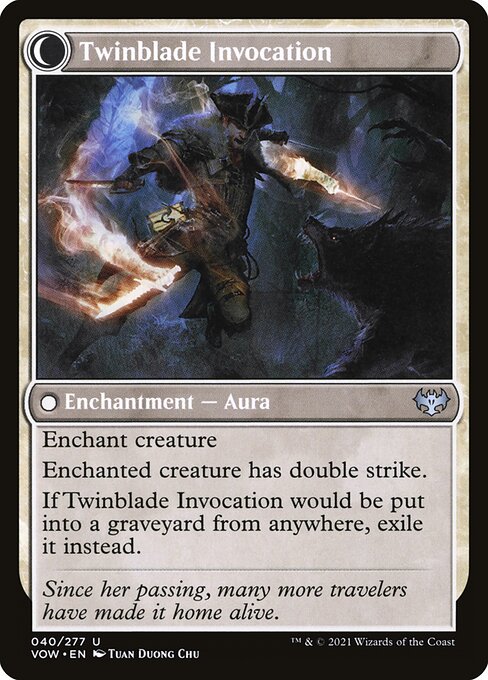 Twinblade Invocation
Enchantment — Aura
Enchant creature
Enchanted creature has double strike.
If Twinblade Invocation would be put
into a graveyard from anywhere, exile
it instead.
Since her passing, many more travelers
have made it home alive.
040/277 U
VOW • EN Tuan Duong Chu
™ & © 2021 Wizards of the Coast